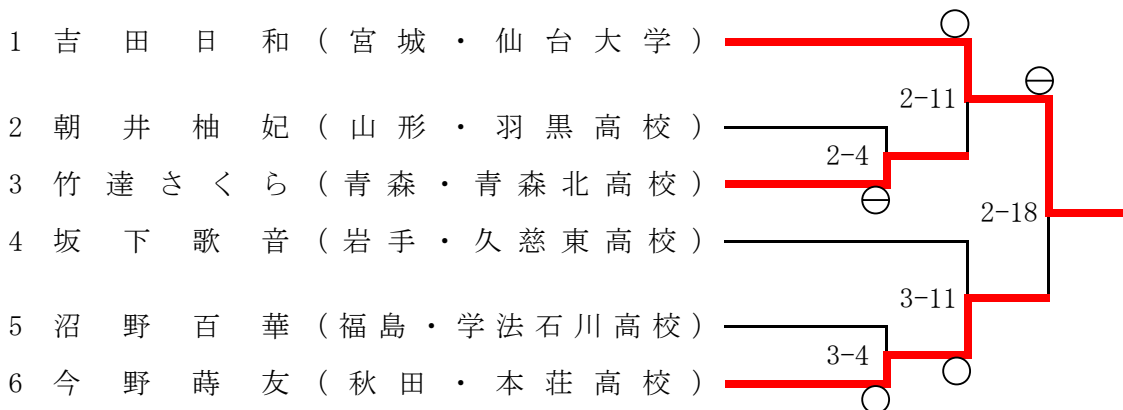 1 吉田日和(宮城・仙台大学)
2-11
2 朝井柚妃(山形・羽黒高校)
2-4
3 竹達さくら(青森・青森北高校)
2-18
4 坂下歌音(岩手・久慈東高校)
3-11
5 沼野百華(福島・学法石川高校)
3-4
6 今野蒔友(秋田・本荘高校)